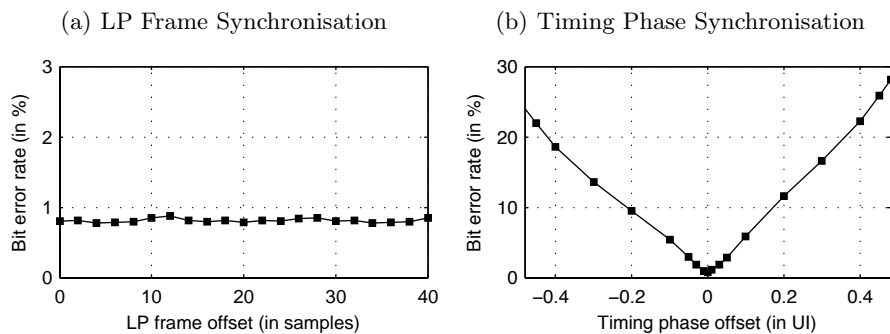 (a) LP Frame Synchronisation
3
2
1
0
0 10 20 30 40
Bit error rate (in %)
LP frame offset (in samples)
(b) Timing Phase Synchronisation
30
20
10
0
−0.4 −0.2 0 0.2 0.4
Bit error rate (in %)
Timing phase offset (in UI)